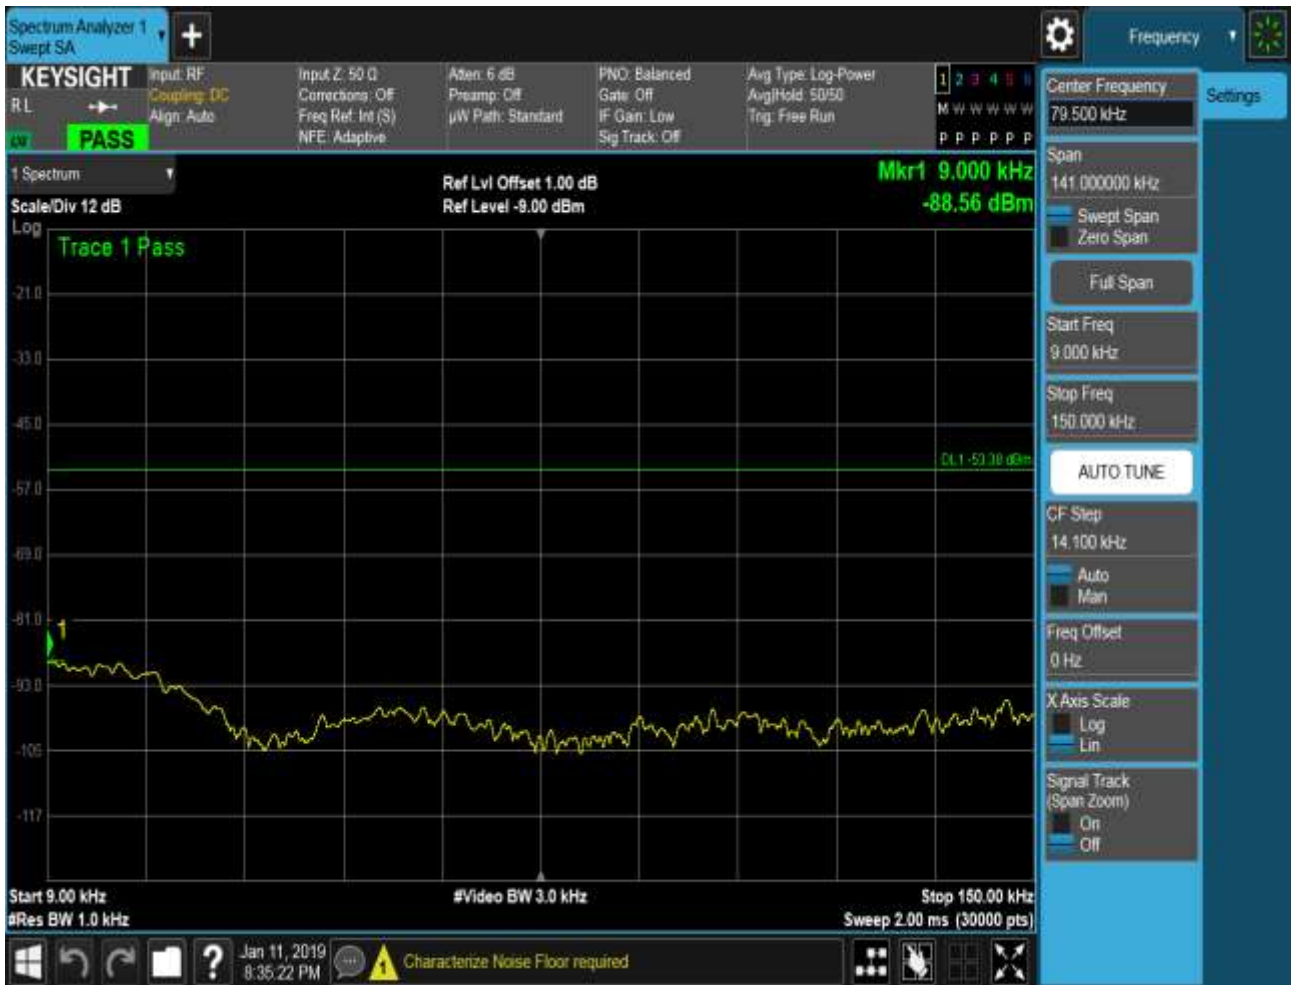 Spectrum Analyzer 1
Swept SA
+
Frequency
KEYSIGHT
Input: RF
Coupling: DC
Align: Auto
Input Z: 50 Ω
Corrections: Off
Freq Ref: Int (S)
NFE: Adaptive
Atten: 6 dB
Preamp: Off
µW Path: Standard
PNO: Balanced
Gate: Off
IF Gain: Low
Sig Track: Off
Avg Type: Log-Power
Avg|Hold: 50/50
Trig: Free Run
1 2 3 4 5 6
M W W W W W
P P P P P P
R L
PASS
Center Frequency
79.500 kHz
Settings
Span
141.000000 kHz
Swept Span
Zero Span
Full Span
Start Freq
9.000 kHz
Stop Freq
150.000 kHz
AUTO TUNE
CF Step
14.100 kHz
Auto
Man
Freq Offset
0 Hz
X Axis Scale
Log
Lin
Signal Track
(Span Zoom)
On
Off
1 Spectrum
Scale/Div 12 dB
Log
Ref Lvl Offset 1.00 dB
Ref Level -9.00 dBm
Mkr1 9.000 kHz
-88.56 dBm
Trace 1 Pass
-21.0
-33.0
-45.0
DL1 -53.38 dBm
-57.0
-69.0
-81.0
1
-93.0
-105
-117
Start 9.00 kHz
#Video BW 3.0 kHz
Stop 150.00 kHz
#Res BW 1.0 kHz
Sweep 2.00 ms (30000 pts)
?
Jan 11, 2019
8:35:22 PM
Characterize Noise Floor required